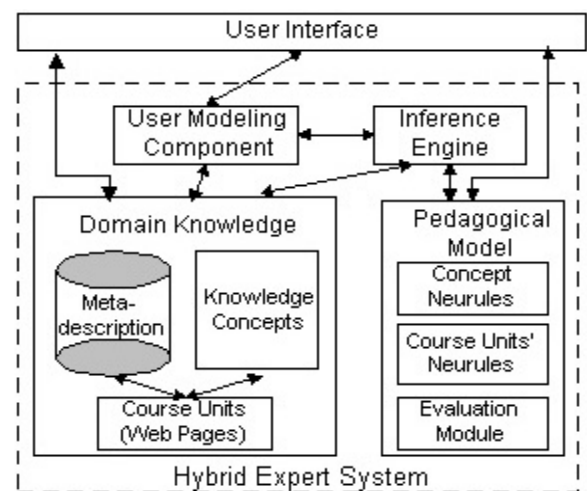 User Interface
User Modeling
Component
Inference
Engine
Domain Knowledge
Meta-
description
Knowledge
Concepts
Course Units
(Web Pages)
Pedagogical
Model
Concept
Neurules
Course Units'
Neurules
Evaluation
Module
Hybrid Expert System